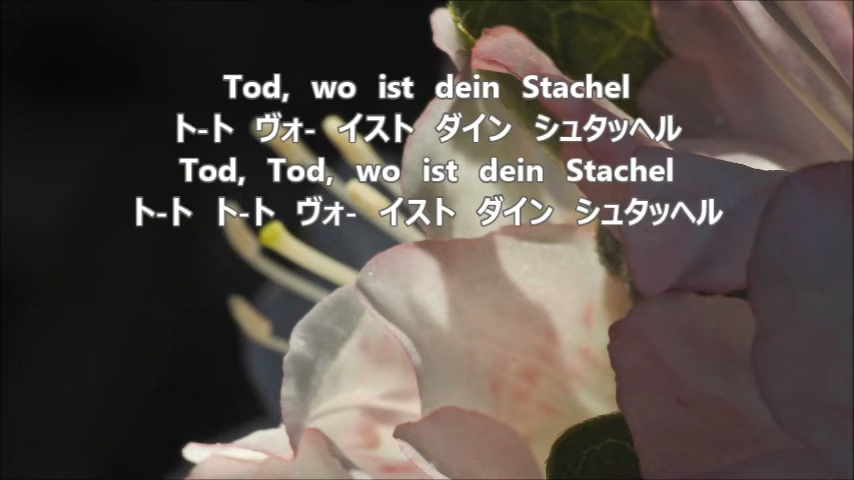 Tod, wo ist dein Stachel
ト-ト ヴォ- イスト ダイン シュタッヘル
Tod, Tod, wo ist dein Stachel
ト-ト ト-ト ヴォ- イスト ダイン シュタッヘル